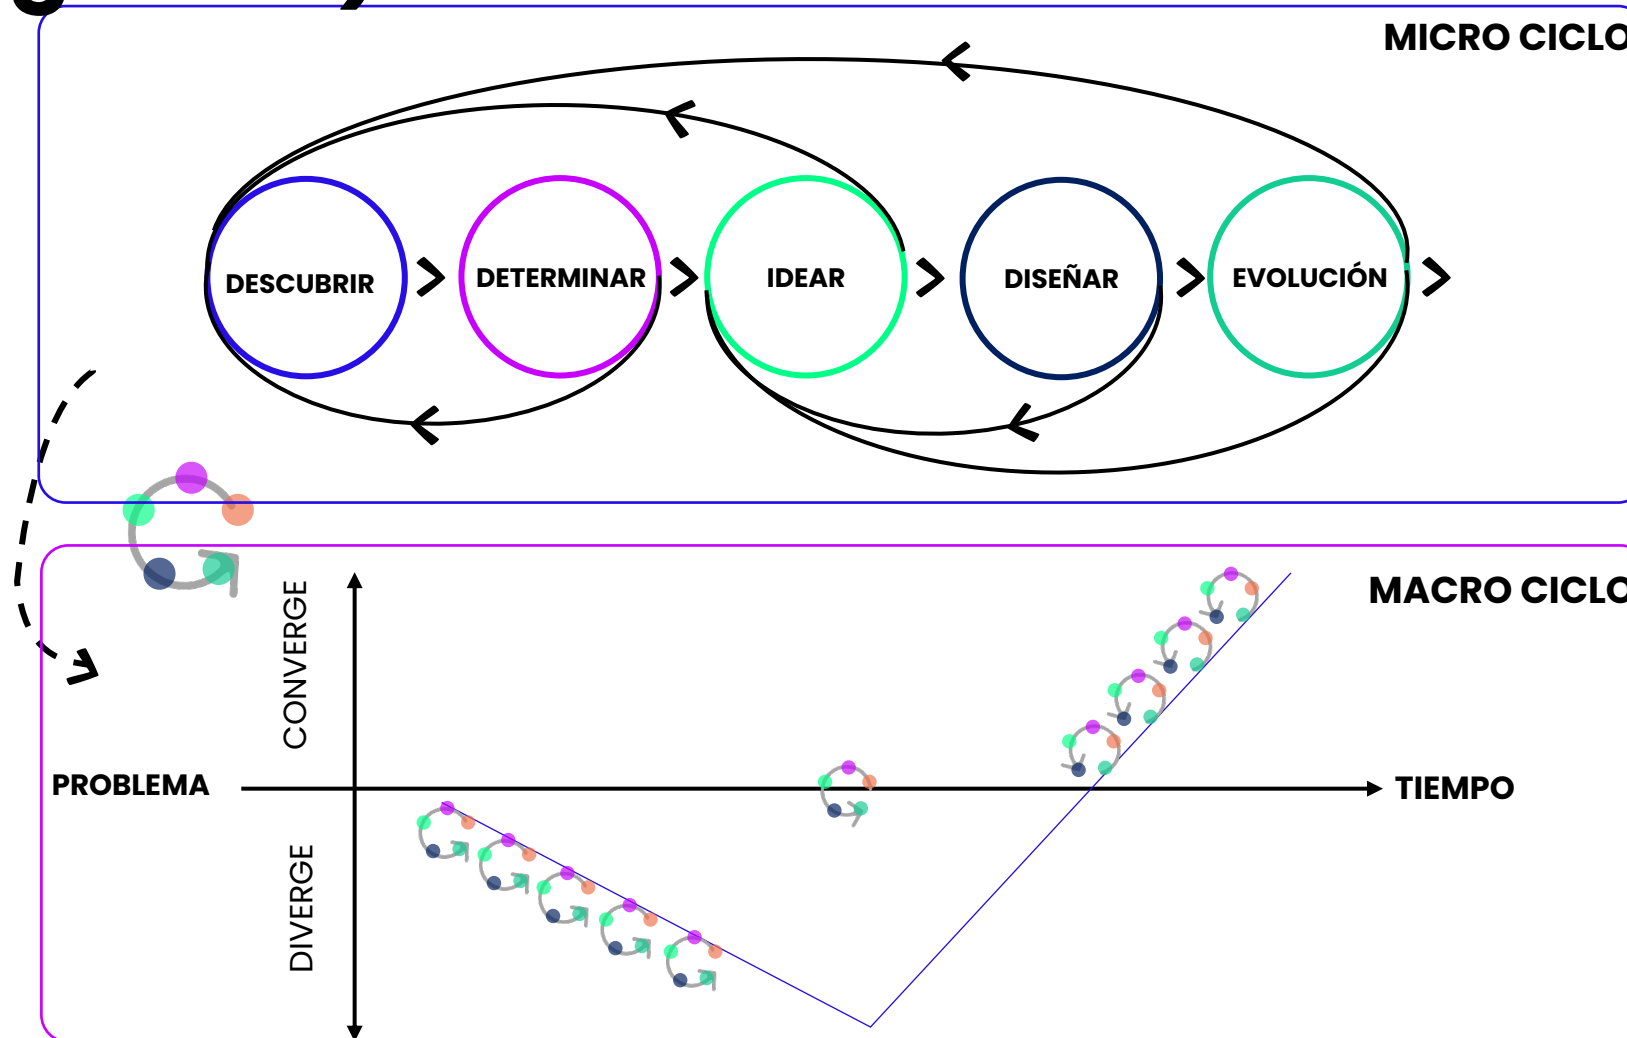 MICRO CICLO
DESCUBRIR
DETERMINAR
IDEAR
DISEÑAR
EVOLUCIÓN
MACRO CICLO
CONVERGE
PROBLEMA
TIEMPO
DIVERGE